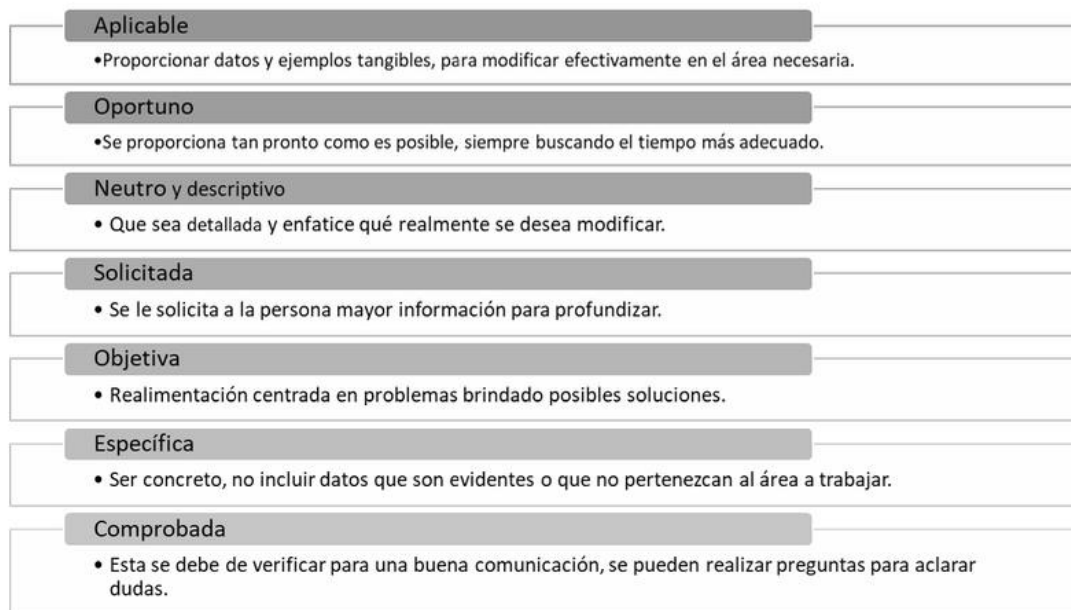 Aplicable
•Proporcionar datos y ejemplos tangibles, para modificar efectivamente en el área necesaria.
Oportuno
•Se proporciona tan pronto como es posible, siempre buscando el tiempo más adecuado.
Neutro y descriptivo
• Que sea detallada y enfatice qué realmente se desea modificar.
Solicitada
• Se le solicita a la persona mayor información para profundizar.
Objetiva
• Realimentación centrada en problemas brindado posibles soluciones.
Específica
• Ser concreto, no incluir datos que son evidentes o que no pertenezcan al área a trabajar.
Comprobada
• Esta se debe de verificar para una buena comunicación, se pueden realizar preguntas para aclarar
dudas.